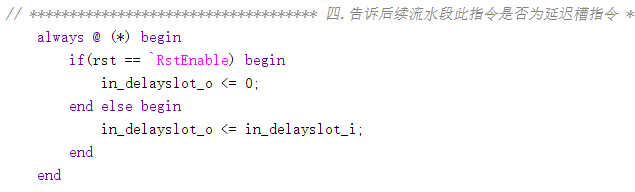 // *********************************** 四.告诉后续流水段此指令是否为延迟槽指令 *
always @ (*) begin
if(rst == `RstEnable) begin
in_delayslot_o <= 0;
end else begin
in_delayslot_o <= in_delayslot_i;
end
end